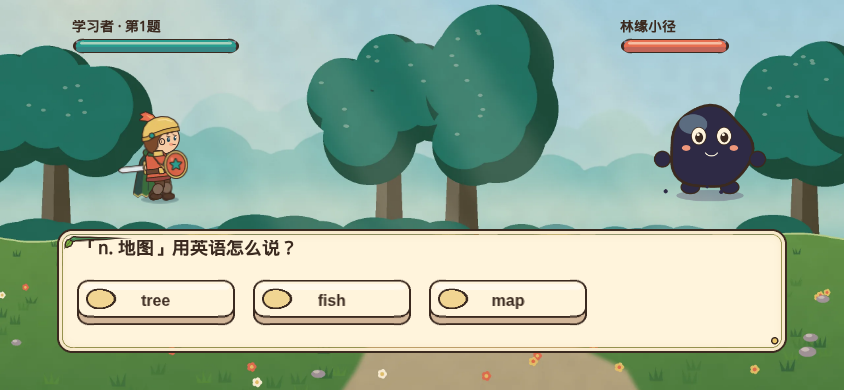 学习者 · 第1题
林缘小径
「n. 地图」用英语怎么说？
tree
fish
map